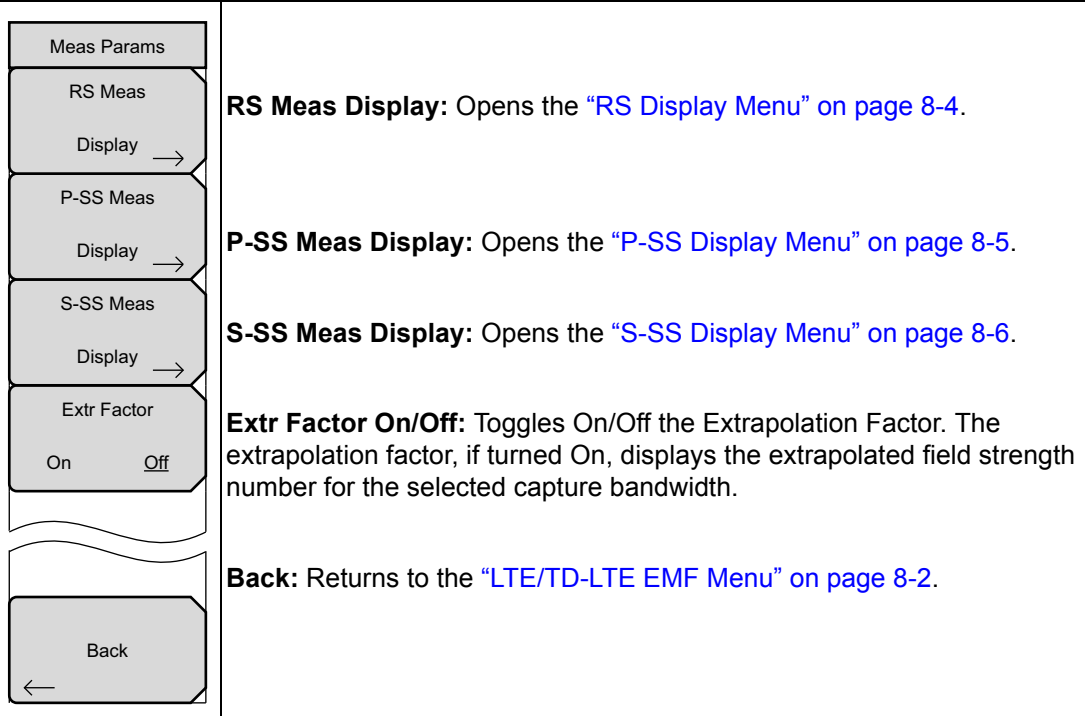 Meas Params
RS Meas
Display
P-SS Meas
Display
S-SS Meas
Display
Extr Factor
On Off
Back
RS Meas Display: Opens the “RS Display Menu” on page 8-4.
P-SS Meas Display: Opens the “P-SS Display Menu” on page 8-5.
S-SS Meas Display: Opens the “S-SS Display Menu” on page 8-6.
Extr Factor On/Off: Toggles On/Off the Extrapolation Factor. The
extrapolation factor, if turned On, displays the extrapolated field strength
number for the selected capture bandwidth.
Back: Returns to the “LTE/TD-LTE EMF Menu” on page 8-2.